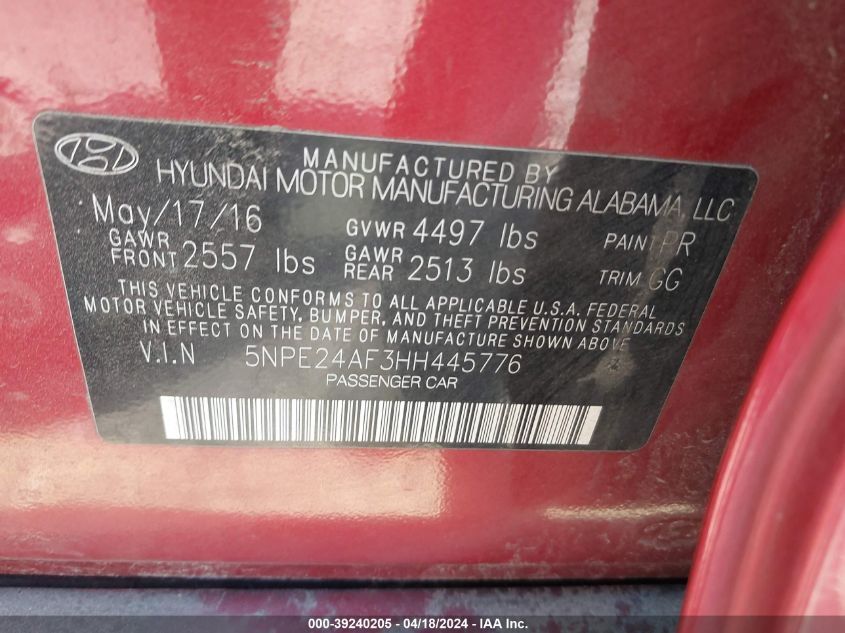 MANUFACTURED BY
HYUNDAI MOTOR MANUFACTURING ALABAMA, LLC
May/17/16 GVWR 4497 lbs PAINT PR
GAWR FRONT 2557 lbs GAWR REAR 2513 lbs TRIM GG
THIS VEHICLE CONFORMS TO ALL APPLICABLE U.S.A. FEDERAL
MOTOR VEHICLE SAFETY, BUMPER, AND THEFT PREVENTION STANDARDS
IN EFFECT ON THE DATE OF MANUFACTURE SHOWN ABOVE
V.I.N 5NPE24AF3HH445776
PASSENGER CAR
000-39240205 - 04/18/2024 - IAA Inc.